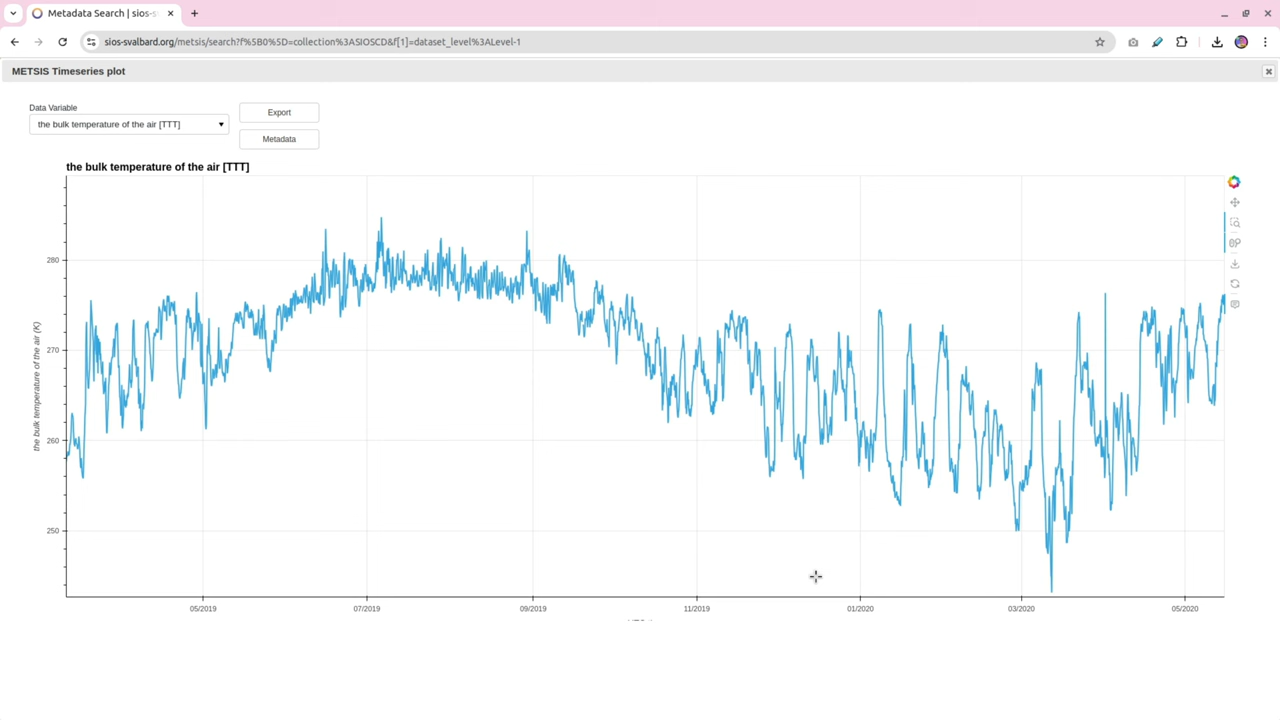 Metadata Search | sios-s
sios-svalbard.org/metsis/search?f%5B0%5D=collection%3ASIOSCD&f[1]=dataset_level%3ALevel-1
METSIS Timeseries plot
Data Variable
the bulk temperature of the air [TTT]
Export
Metadata
the bulk temperature of the air [TTT]
the bulk temperature of the air (K)
280
270
260
250
05/2019
07/2019
09/2019
11/2019
01/2020
03/2020
05/2020